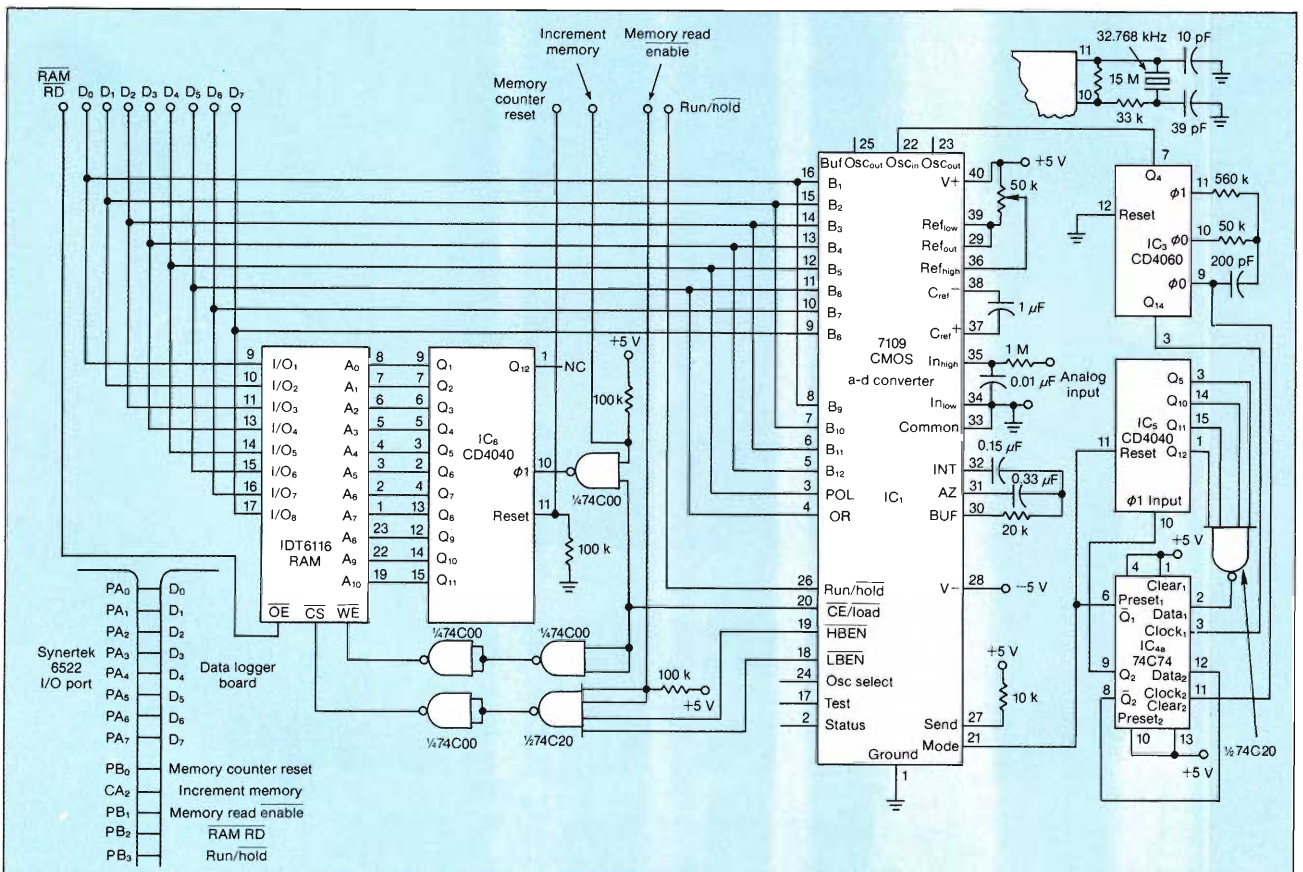 Increment memory
Memory read enable
Memory counter reset
Run/hold
RAM RD
D0 D1 D2 D3 D4 D5 D6 D7
11
32.768 kHz
10 pF
15 M
10
33 k
39 pF
25
22
23
Buf Oscout Oscin Oscout
16 B1
15 B2
14 B3
13 B4
12 B5
11 B6
10 B7
9 B6
8 B9
7 B10
6 B11
5 B12
3 POL
4 OR
26 Run/hold
20 CE/load
19 HBEN
18 LBEN
24 Osc select
17 Test
2 Status
7109
CMOS
a-d converter
IC1
Ground
1
V+ 40
+5 V
50 k
Reflow 39
Refout 29
Refhigh 36
Cref− 38
1 μF
Cref+ 37
Inhigh 35
1 M
0.01 μF
Analog input
Inlow 34
Common 33
0.15 μF
INT 32
0.33 μF
AZ 31
BUF 30
20 k
V− 28
−5 V
10 k
+5 V
Send 27
Mode 21
7
Q4
ϕ1 11 560 k
12 Reset
50 k
ϕ0 10
IC3
CD4060
200 pF
ϕ0 9
Q14
3
Q5 3
Q10 14
IC5
Q11 15
CD4040
11 Reset
Q12 1
ϕ1 Input
10
+5 V
4 1
Clear1
6 Preset1
2
Q1 Data1
3
Clock1
IC4a
74C74
9 Q2
Data2 12
8 Q2
Clock2 11
Clear2
Preset2
10 13
+5 V
½74C20
9 I/O1 A0 8
10 I/O2 A1 7
11 I/O3 A2 6
13 I/O4 A3 5
14 I/O5 A4 4
15 I/O6 A5 3
16 I/O7 A6 2
17 I/O8 A7 1
A6 23
A9 22
A10 19
IDT6116
RAM
OE CS WE
9 Q1
7 Q2
6 Q3
5 Q4
3 Q5
2 Q6
4 Q7
13 Q6
12 Q9
14 Q10
15 Q11
Q12 1 NC
IC6
CD4040
ϕ1 10
Reset 11
+5 V
100 k
¼74C00
100 k
¼74C00
¼74C00
100 k
+5 V
¼74C00
½74C20
Synertek 6522 I/O port
Data logger board
PA0 D0
PA1 D1
PA2 D2
PA3 D3
PA4 D4
PA5 D5
PA6 D6
PA7 D7
PB0 Memory counter reset
CA2 Increment memory
PB1 Memory read enable
PB2 RAM RD
PB3 Run/hold